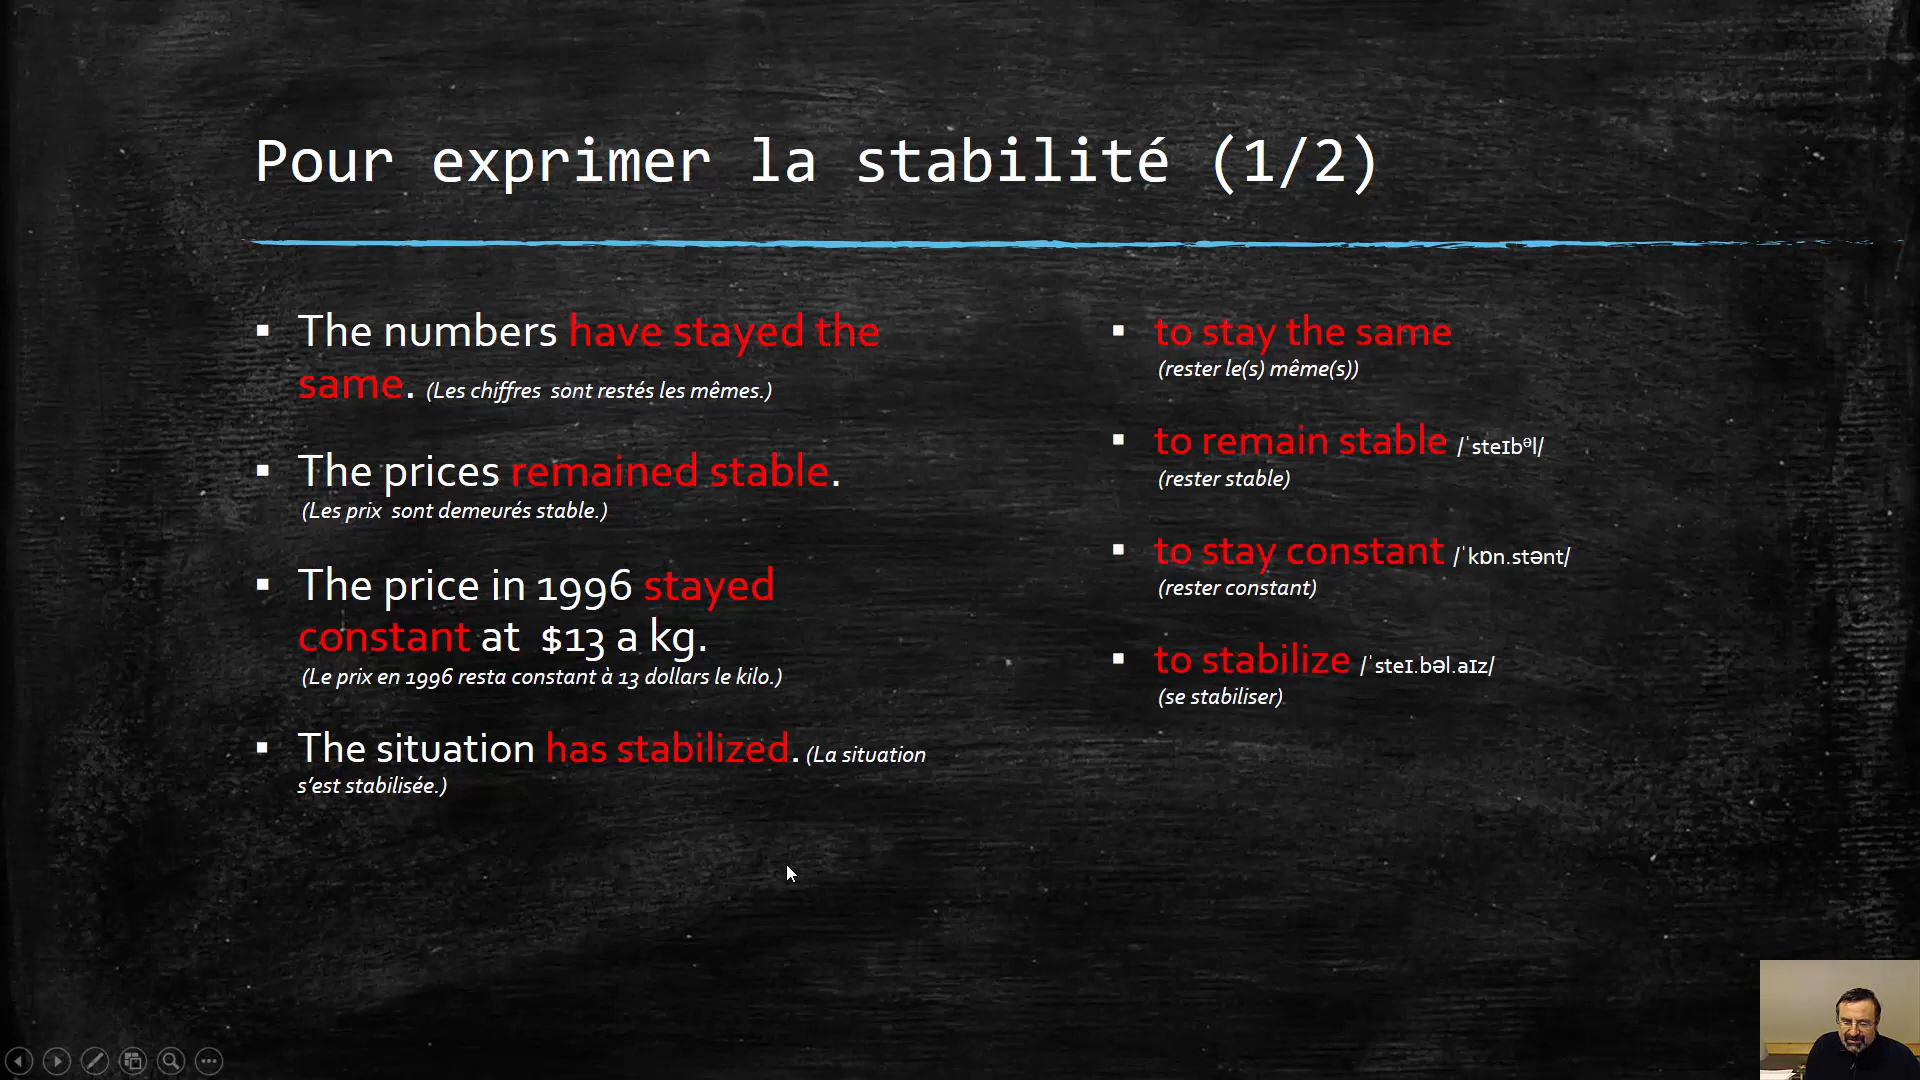 Pour exprimer la stabilité (1/2)
▪ The numbers have stayed the
same. (Les chiffres sont restés les mêmes.)
▪ The prices remained stable.
(Les prix sont demeurés stable.)
▪ The price in 1996 stayed
constant at $13 a kg.
(Le prix en 1996 resta constant à 13 dollars le kilo.)
▪ The situation has stabilized. (La situation
s’est stabilisée.)
▪ to stay the same
(rester le(s) même(s))
▪ to remain stable /ˈsteɪbᵊl/
(rester stable)
▪ to stay constant /ˈkɒn.stənt/
(rester constant)
▪ to stabilize /ˈsteɪ.bəl.aɪz/
(se stabiliser)